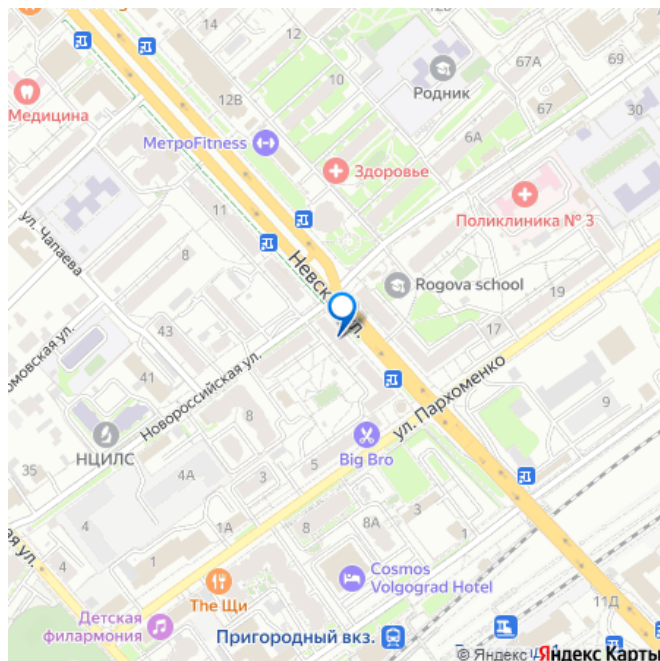 12
14
67А
67
Родник
30
10
6А
Медицина
12В
МетроFitness
Здоровье
Поликлиника № 3
11
ул. Чапаева
8
Невск
ул.
Rogova school
19
17
43
41
Новороссийская ул.
ул. Пархоменко
9
8
НЦИЛС
3
5
Big Bro
35
4А
3
4
1А
8
8А
1
4
1
The Щи
Cosmos
Volgograd Hotel
Детская
филармония
Пригородный вкз.
11Д
© Яндекс
Яндекс Карты